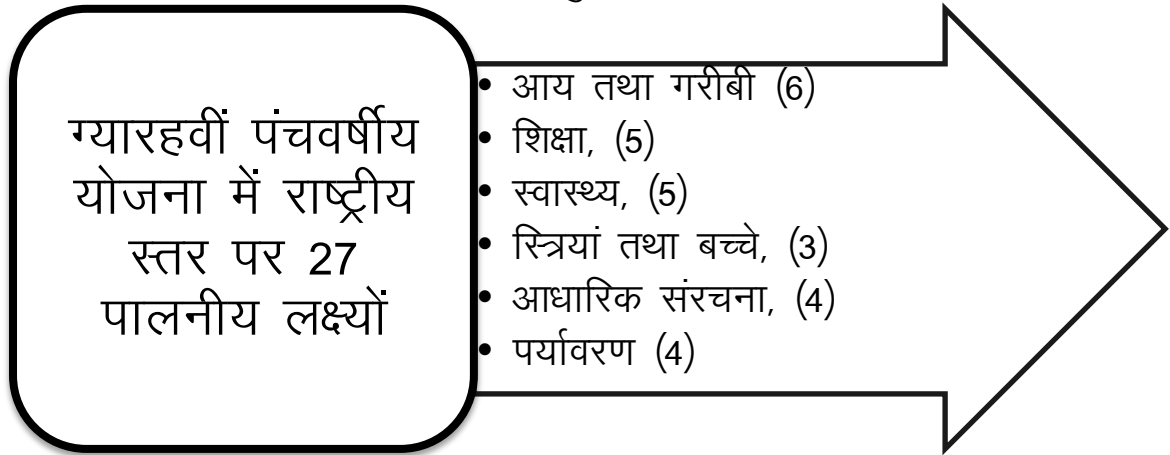 ग्यारहवीं पंचवर्षीय
योजना में राष्ट्रीय
स्तर पर 27
पालनीय लक्ष्यों
• आय तथा गरीबी (6)
• शिक्षा, (5)
• स्वास्थ्य, (5)
• स्त्रियां तथा बच्चे, (3)
• आधारिक संरचना, (4)
• पर्यावरण (4)